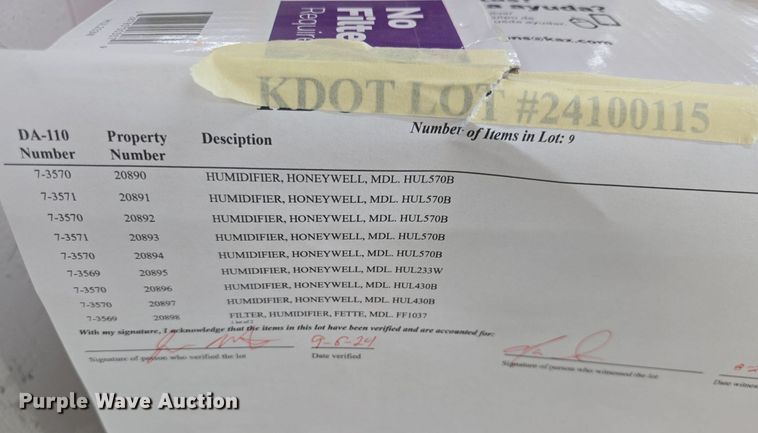 No
Filter
a ayuda?
KDOT LOT #24100115
Number of Items in Lot: 9
DA-110 Number Property Number Desciption
7-3570 20890 HUMIDIFIER, HONEYWELL, MDL. HUL570B
7-3571 20891 HUMIDIFIER, HONEYWELL, MDL. HUL570B
7-3570 20892 HUMIDIFIER, HONEYWELL, MDL. HUL570B
7-3571 20893 HUMIDIFIER, HONEYWELL, MDL. HUL570B
7-3570 20894 HUMIDIFIER, HONEYWELL, MDL. HUL570B
7-3569 20895 HUMIDIFIER, HONEYWELL, MDL. HUL233W
7-3570 20896 HUMIDIFIER, HONEYWELL, MDL. HUL430B
7-3570 20897 HUMIDIFIER, HONEYWELL, MDL. HUL430B
7-3569 20898 FILTER, HUMIDIFIER, FETTE, MDL. FF1037
With my signature, I acknowledge that the items in this lot have been verified and are accounted for:
9-6-24
Signature of person who verified the lot Date verified
Signature of person who witnessed the lot
Purple Wave Auction